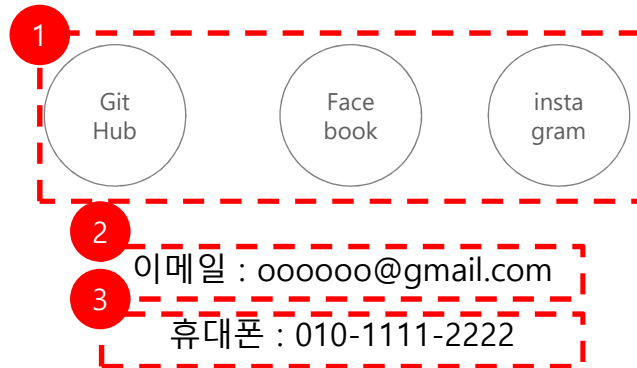 1
Git
Hub
Face
book
insta
gram
2
이메일 : oooooo@gmail.com
3
휴대폰 : 010-1111-2222